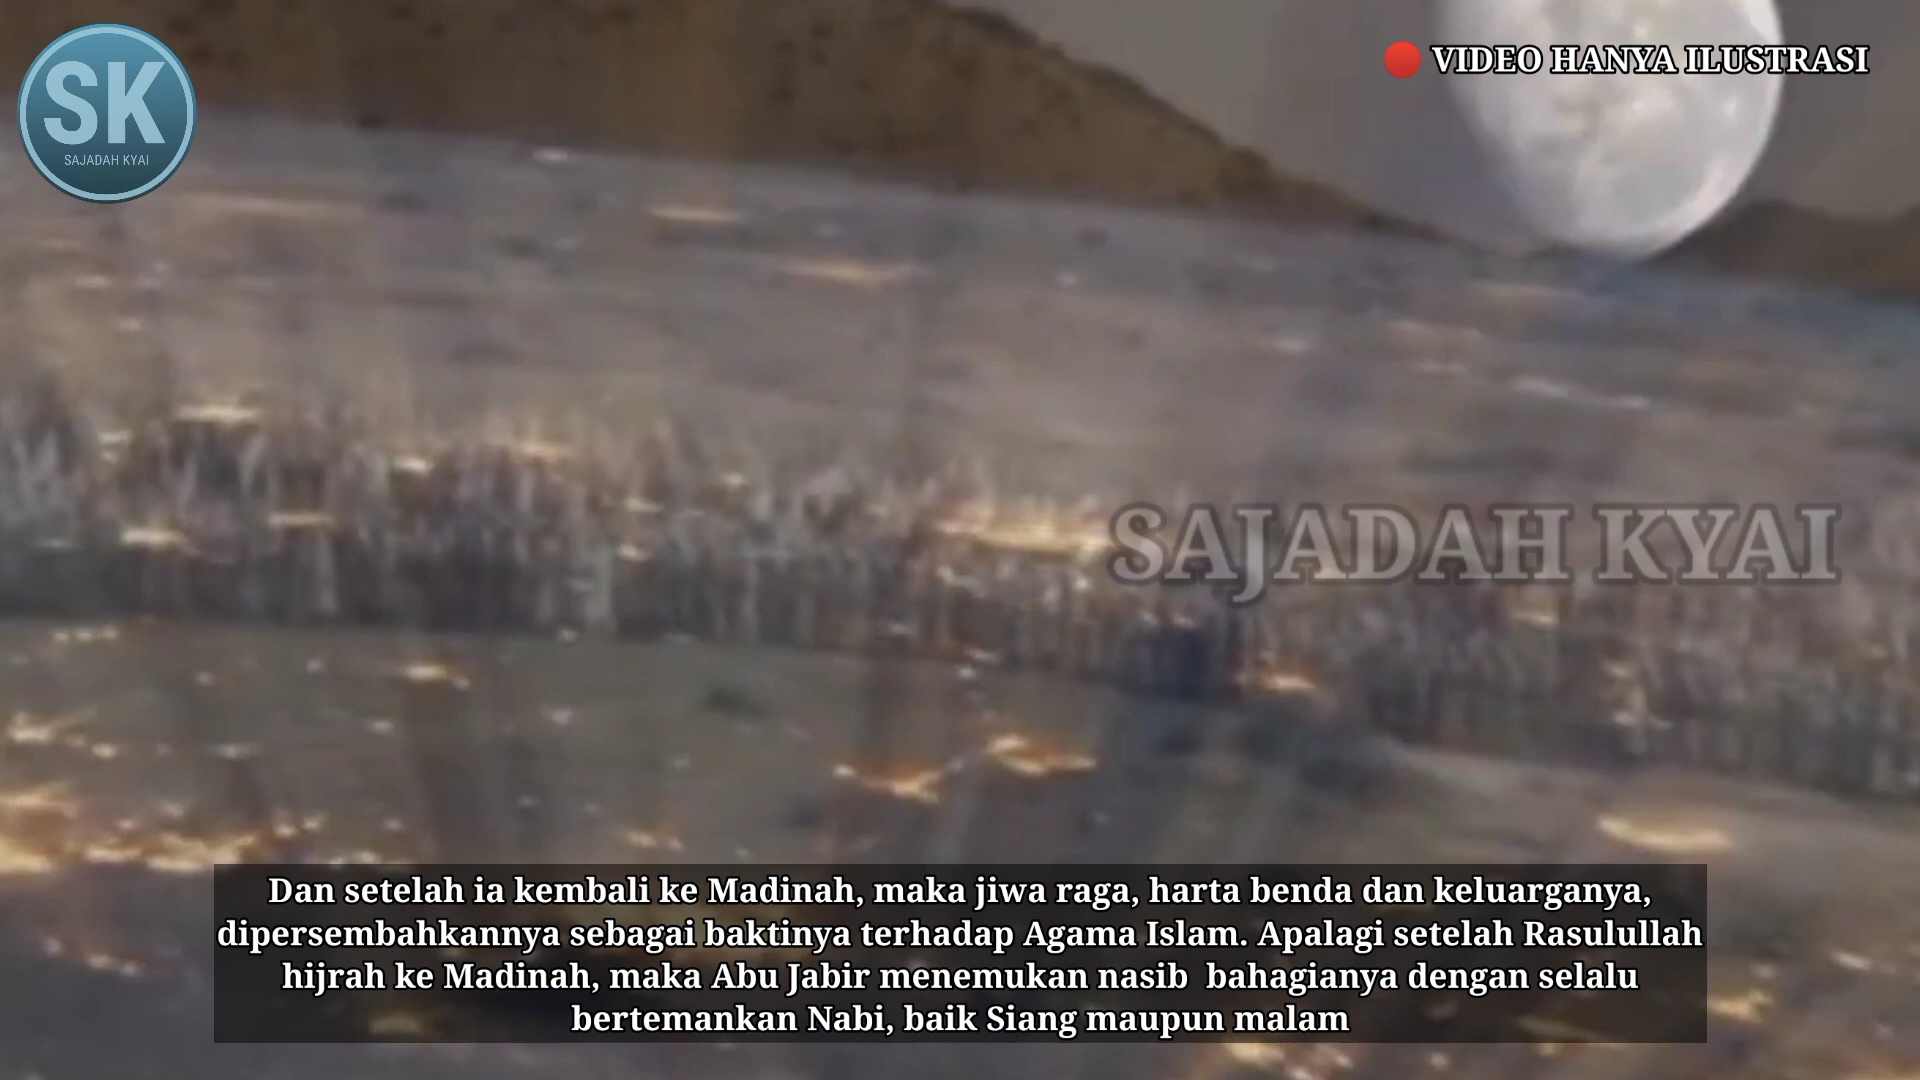 SK
SAJADAH KYAI
VIDEO HANYA ILUSTRASI
SAJADAH KYAI
Dan setelah ia kembali ke Madinah, maka jiwa raga, harta benda dan keluarganya,
dipersembahkannya sebagai baktinya terhadap Agama Islam. Apalagi setelah Rasulullah
hijrah ke Madinah, maka Abu Jabir menemukan nasib  bahagianya dengan selalu
bertemankan Nabi, baik Siang maupun malam